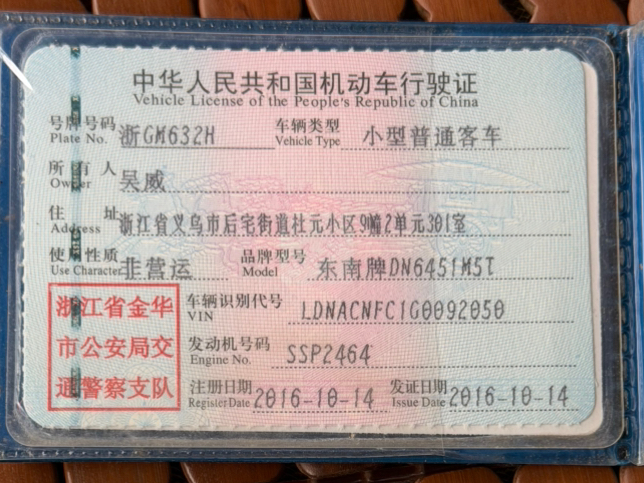 中华人民共和国机动车行驶证
Vehicle License of the People's Republic of China
号牌号码 浙GM632H 车辆类型 小型普通客车
Plate No. Vehicle Type
所有人 吴威
Owner
住址 浙江省义乌市后宅街道杜元小区9幢2单元301室
Address
使用性质 非营运 品牌型号 东南牌DN6451M5T
Use Character Model
浙江省金华
市公安局交
通警察支队
车辆识别代号 LDNACNFC1G0092050
VIN
发动机号码 SSP2464
Engine No.
注册日期 2016-10-14 发证日期 2016-10-14
Register Date Issue Date